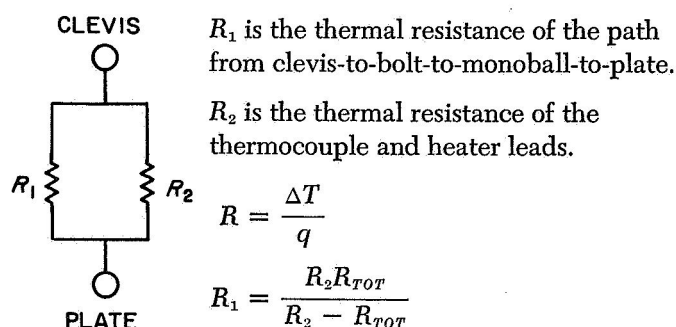 CLEVIS
R₁ is the thermal resistance of the path
from clevis-to-bolt-to-monoball-to-plate.
R₂ is the thermal resistance of the
thermocouple and heater leads.
R₁
R₂
R = ΔT / q
R₁ = R₂R_TOT / R₂ − R_TOT
PLATE